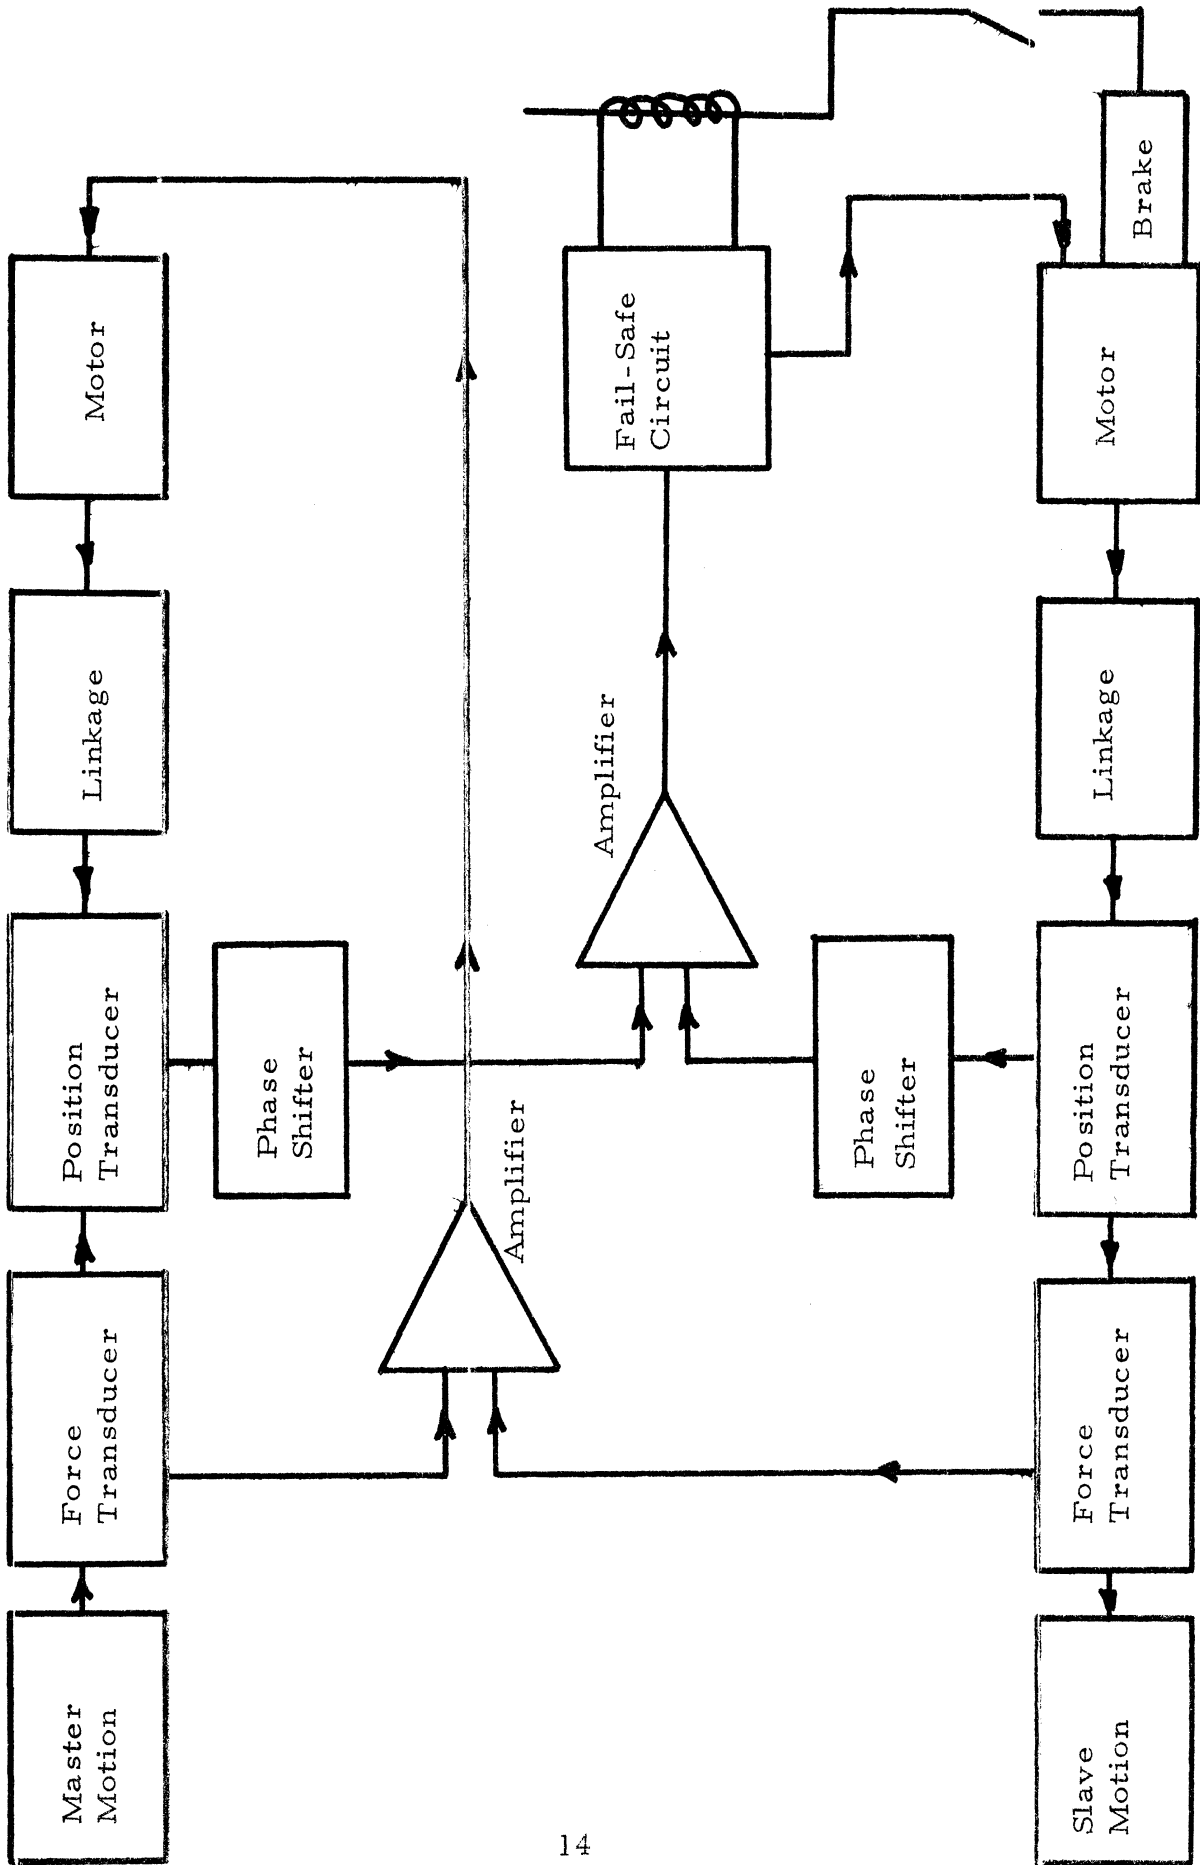 Master
Motion
Force
Transducer
Position
Transducer
Linkage
Motor
Phase
Shifter
Amplifier
Amplifier
Fail-Safe
Circuit
Phase
Shifter
Slave
Motion
Force
Transducer
Position
Transducer
Linkage
Motor
Brake
14